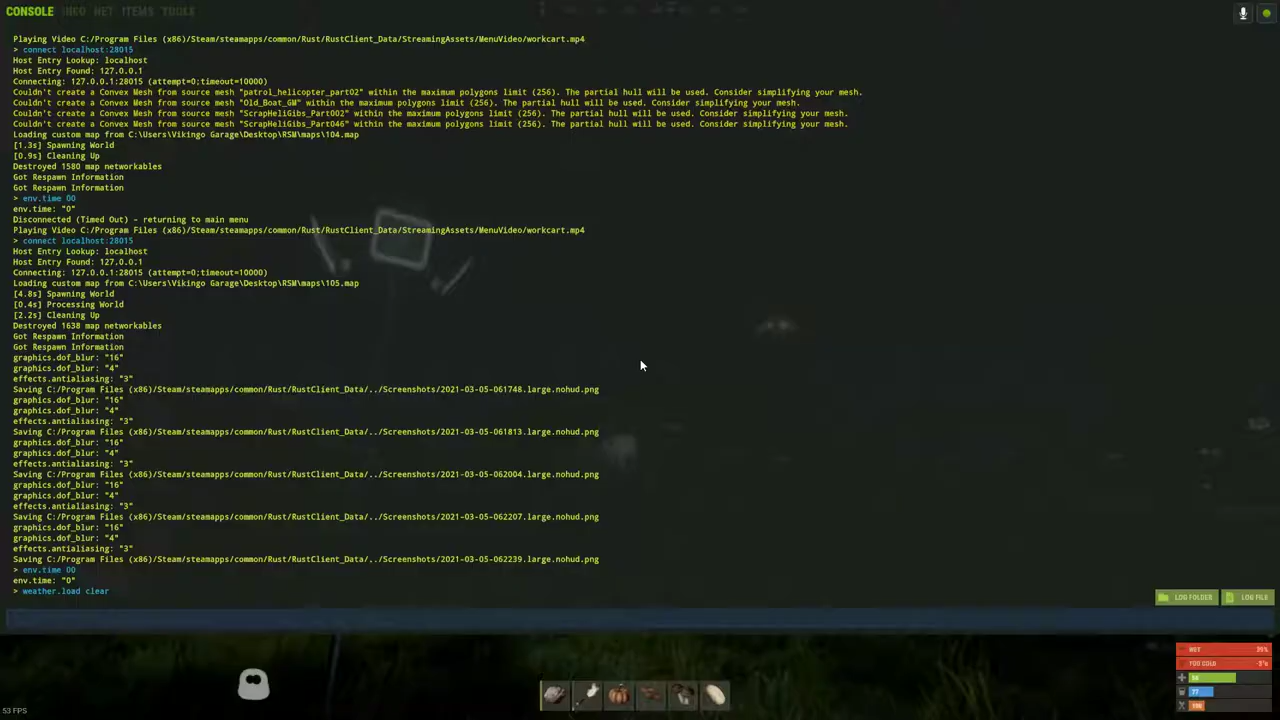 CONSOLE INFO NET ITEMS TOOLS
Playing Video C:/Program Files (x86)/Steam/steamapps/common/Rust/RustClient_Data/StreamingAssets/MenuVideo/workcart.mp4
> connect localhost:28015
Host Entry Lookup: localhost
Host Entry Found: 127.0.0.1
Connecting: 127.0.0.1:28015 (attempt=0;timeout=10000)
Couldn't create a Convex Mesh from source mesh "patrol_helicopter_part02" within the maximum polygons limit (256). The partial hull will be used. Consider simplifying your mesh.
Couldn't create a Convex Mesh from source mesh "Old_Boat_GM" within the maximum polygons limit (256). The partial hull will be used. Consider simplifying your mesh.
Couldn't create a Convex Mesh from source mesh "ScrapHeliGibs_Part002" within the maximum polygons limit (256). The partial hull will be used. Consider simplifying your mesh.
Couldn't create a Convex Mesh from source mesh "ScrapHeliGibs_Part46" within the maximum polygons limit (256). The partial hull will be used. Consider simplifying your mesh.
Loading custom map from C:\Users\Vikingo Garage\Desktop\RSM\maps\104.map
[1.3s] Spawning World
[0.9s] Cleaning Up
Destroyed 1580 map networkables
Got Respawn Information
Got Respawn Information
> env.time 00
env.time: "0"
Disconnected (Timed Out) - returning to main menu
Playing Video C:/Program Files (x86)/Steam/steamapps/common/Rust/RustClient_Data/StreamingAssets/MenuVideo/workcart.mp4
> connect localhost:28015
Host Entry Lookup: localhost
Host Entry Found: 127.0.0.1
Connecting: 127.0.0.1:28015 (attempt=0;timeout=10000)
Loading custom map from C:\Users\Vikingo Garage\Desktop\RSM\maps\105.map
[4.8s] Spawning World
[0.4s] Processing World
[2.2s] Cleaning Up
Destroyed 1638 map networkables
Got Respawn Information
Got Respawn Information
graphics.dof_blur: "16"
graphics.dof_blur: "4"
effects.antialiasing: "3"
Saving C:/Program Files (x86)/Steam/steamapps/common/Rust/RustClient_Data/../Screenshots/2021-03-05-061748.large.nohud.png
graphics.dof_blur: "16"
graphics.dof_blur: "4"
effects.antialiasing: "3"
Saving C:/Program Files (x86)/Steam/steamapps/common/Rust/RustClient_Data/../Screenshots/2021-03-05-061813.large.nohud.png
graphics.dof_blur: "16"
graphics.dof_blur: "4"
effects.antialiasing: "3"
Saving C:/Program Files (x86)/Steam/steamapps/common/Rust/RustClient_Data/../Screenshots/2021-03-05-062004.large.nohud.png
graphics.dof_blur: "16"
graphics.dof_blur: "4"
effects.antialiasing: "3"
Saving C:/Program Files (x86)/Steam/steamapps/common/Rust/RustClient_Data/../Screenshots/2021-03-05-062207.large.nohud.png
graphics.dof_blur: "16"
graphics.dof_blur: "4"
effects.antialiasing: "3"
Saving C:/Program Files (x86)/Steam/steamapps/common/Rust/RustClient_Data/../Screenshots/2021-03-05-062239.large.nohud.png
> env.time 00
env.time: "0"
> weather.load clear
LOG FOLDER LOG FILE
TOO COLD
53 FPS